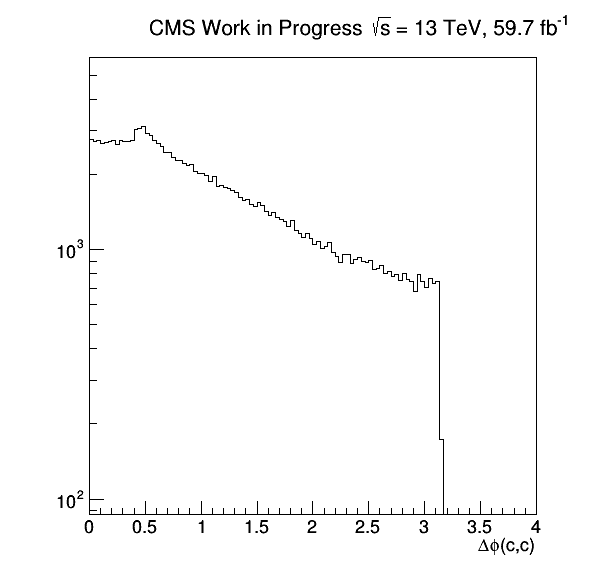 CMS Work in Progress √s = 13 TeV, 59.7 fb⁻¹
10³
10²
0 0.5 1 1.5 2 2.5 3 3.5 4
Δϕ(c,c)